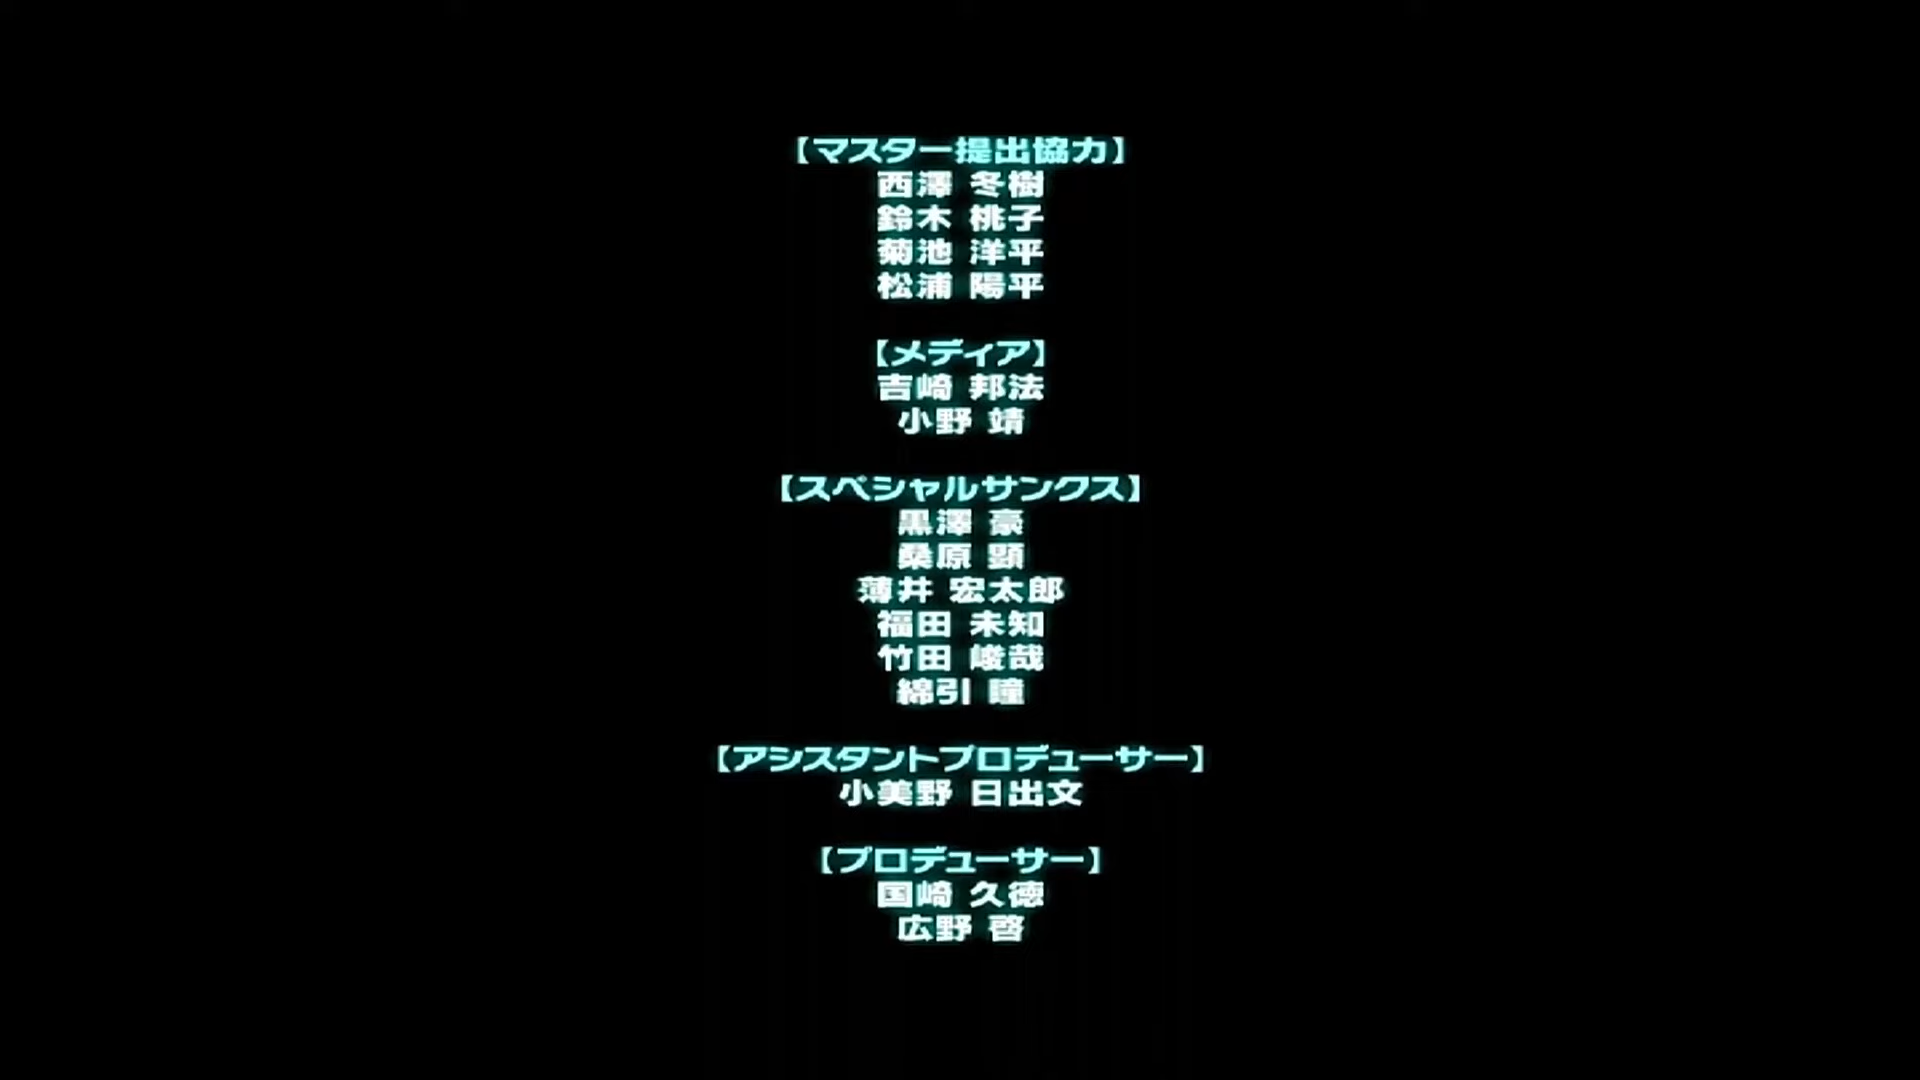 【マスター提出協力】
西澤 冬樹
鈴木 桃子
菊池 洋平
松浦 陽平
【メディア】
吉崎 邦法
小野 靖
【スペシャルサンクス】
黒澤 豪
桑原 顕
薄井 宏太郎
福田 未知
竹田 峻哉
綿引 瞳
【アシスタントプロデューサー】
小美野 日出文
【プロデューサー】
国崎 久徳
広野 啓